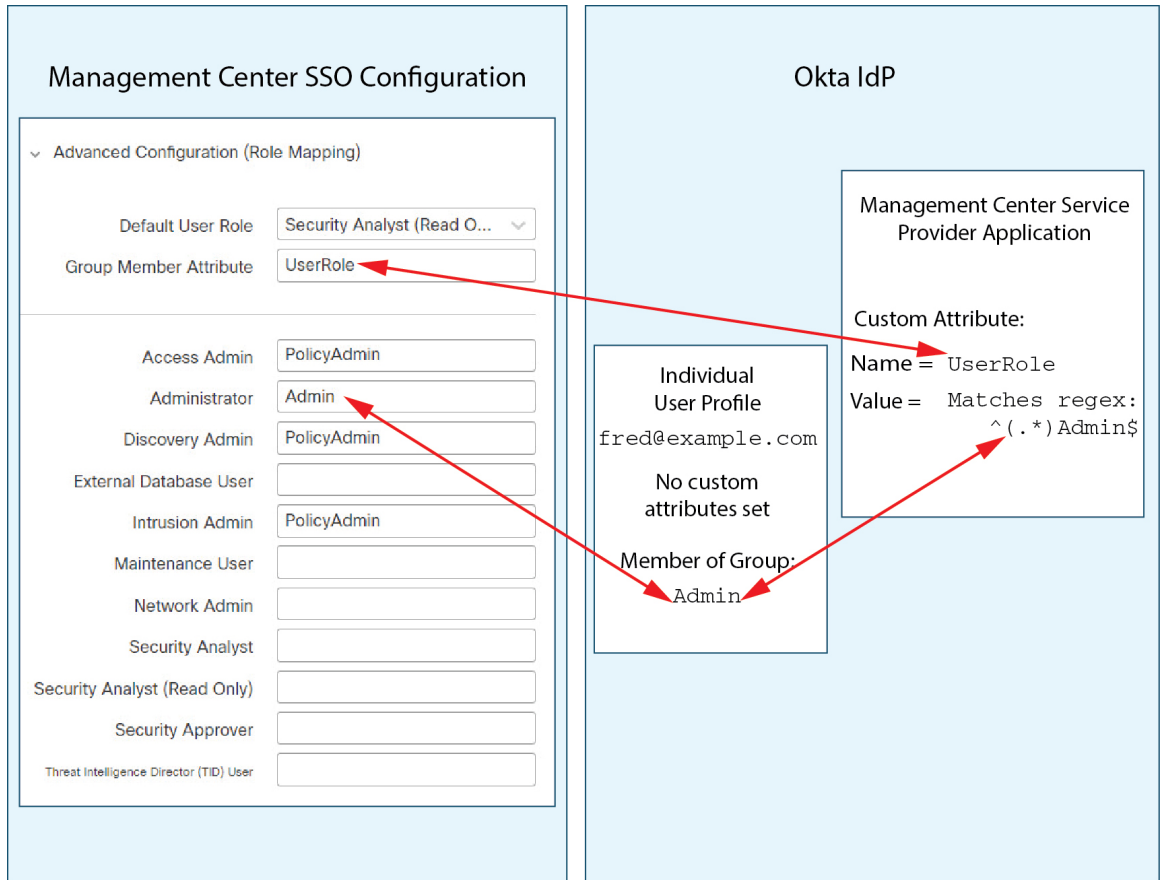 Management Center SSO Configuration
Advanced Configuration (Role Mapping)
Default User Role Security Analyst (Read O...
Group Member Attribute UserRole
Access Admin PolicyAdmin
Administrator Admin
Discovery Admin PolicyAdmin
External Database User
Intrusion Admin PolicyAdmin
Maintenance User
Network Admin
Security Analyst
Security Analyst (Read Only)
Security Approver
Threat Intelligence Director (TID) User
Okta IdP
Individual
User Profile
fred@example.com
No custom
attributes set
Member of Group:
Admin
Management Center Service
Provider Application
Custom Attribute:
Name = UserRole
Value = Matches regex:
^(.*)Admin$